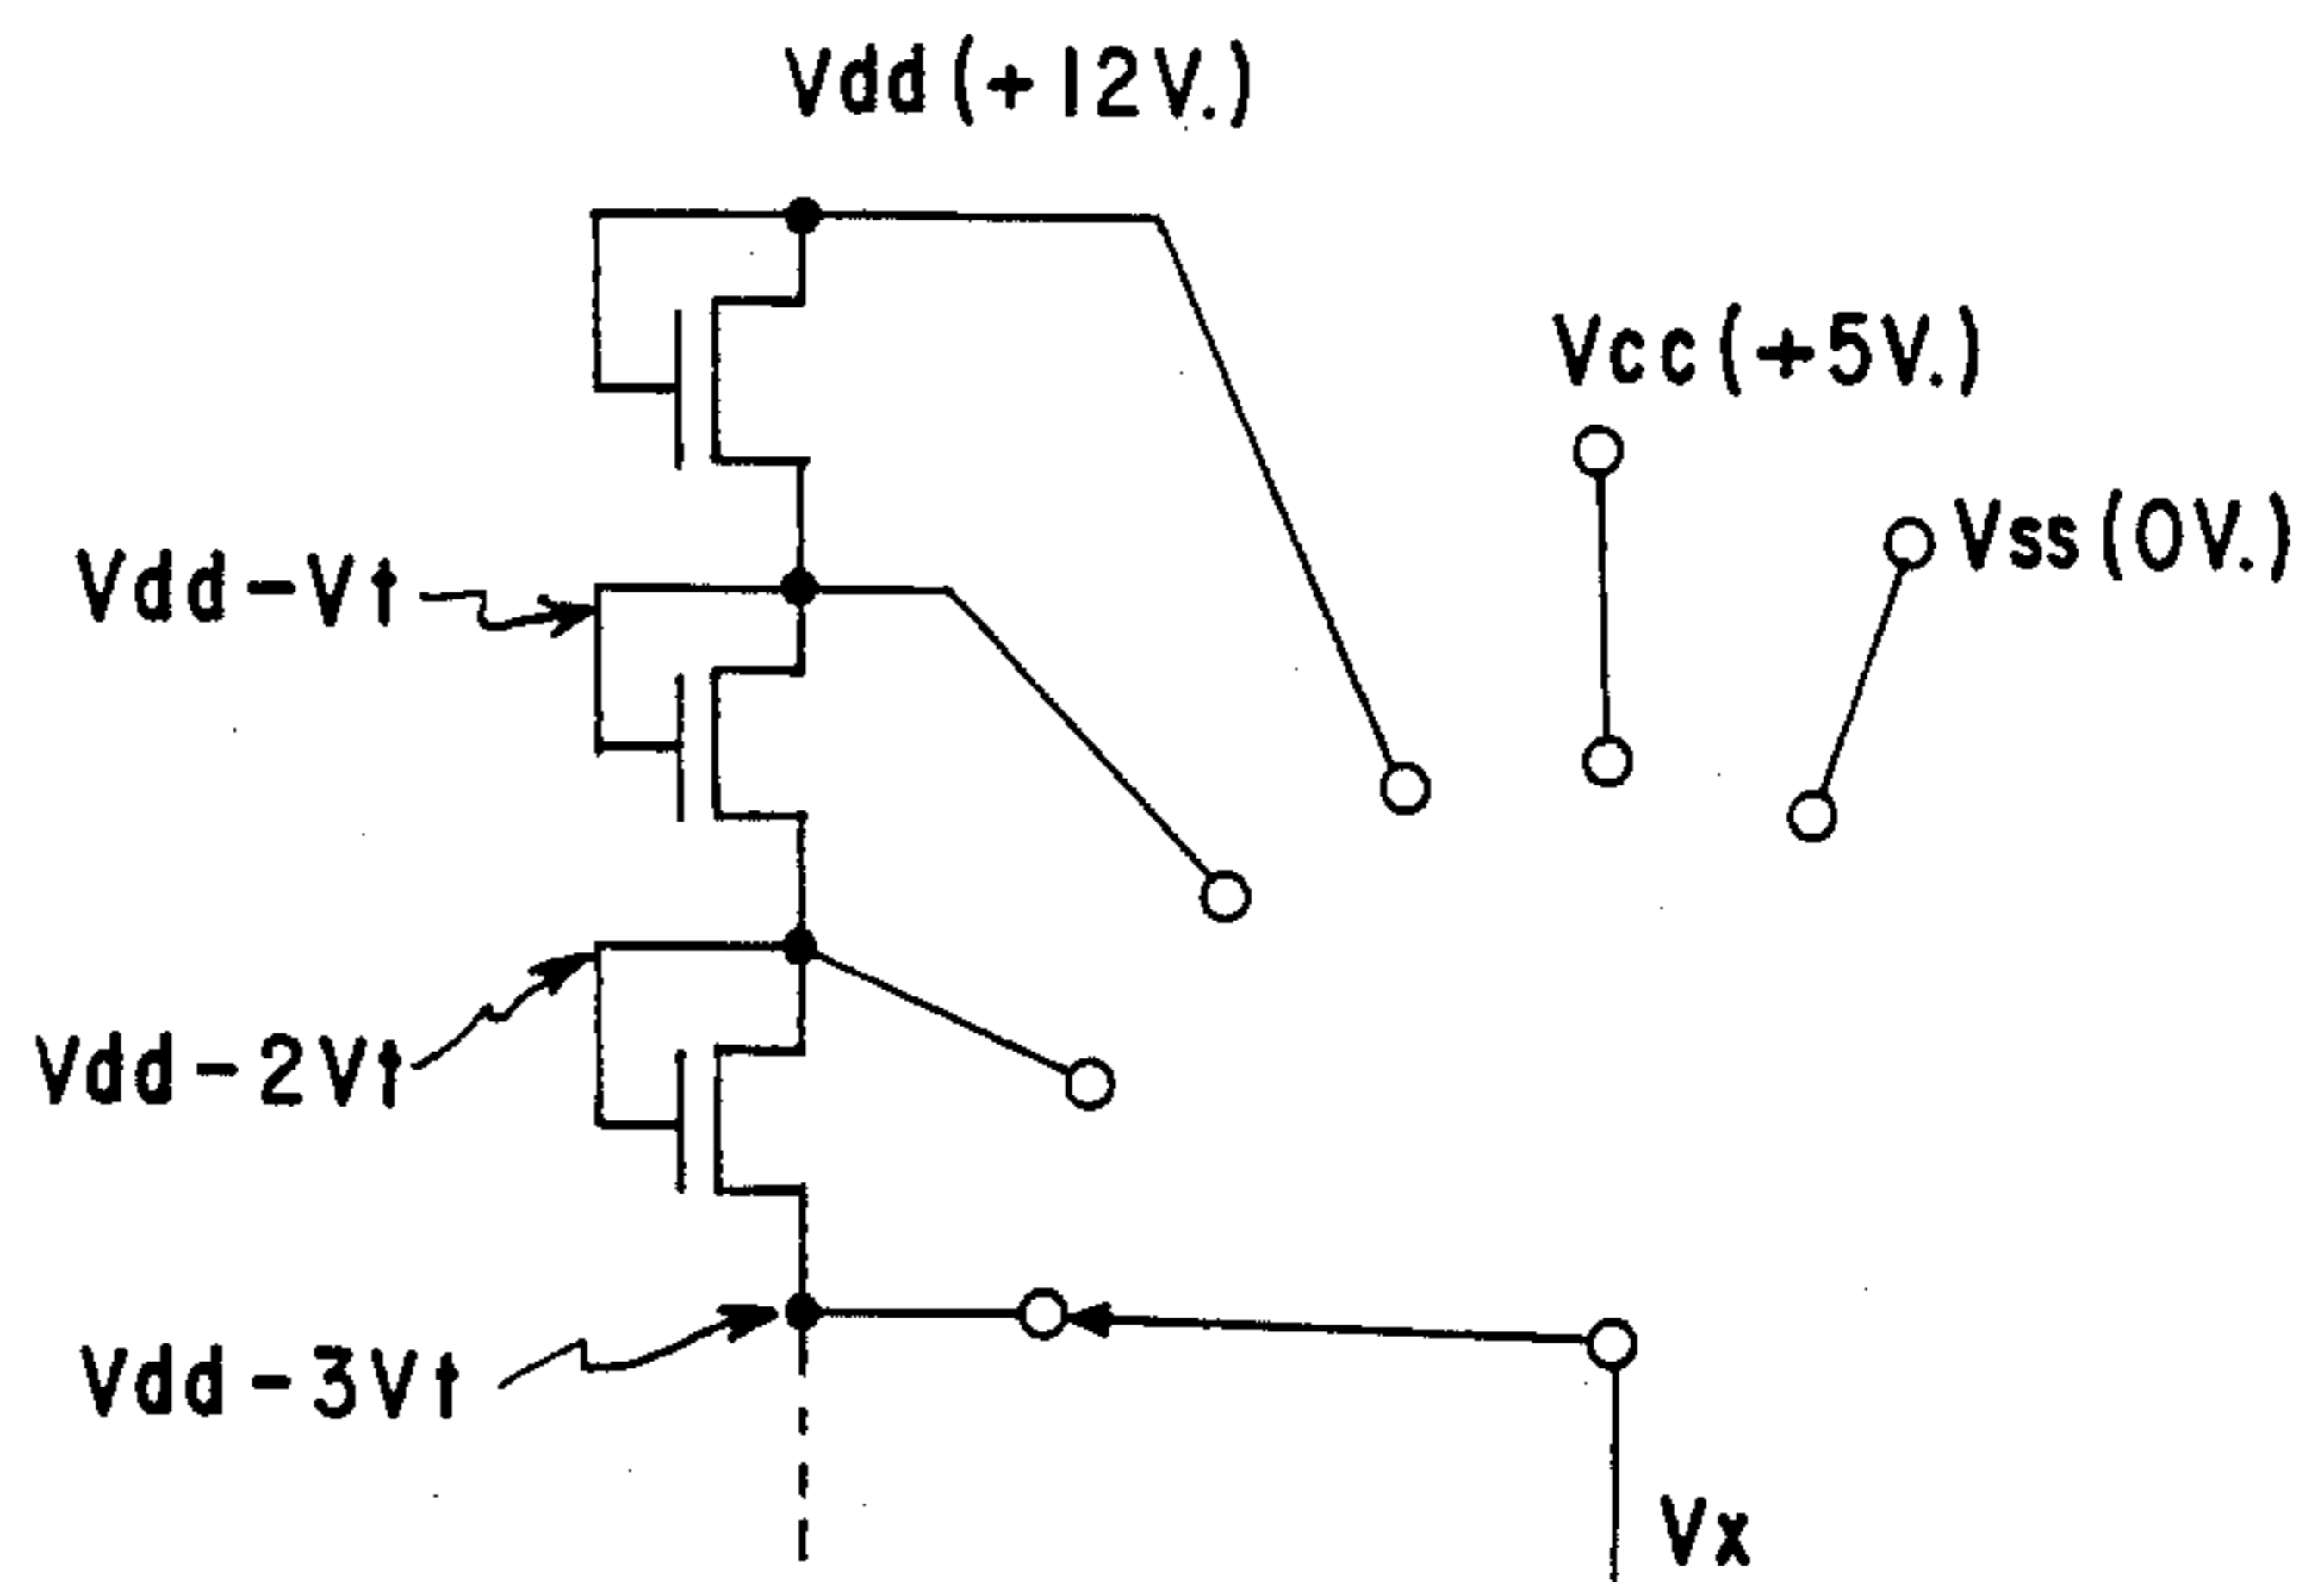 Vdd (+12V.)
Vcc (+5V.)
Vss (0V.)
Vdd-Vt
Vdd-2Vt
Vdd-3Vt
Vx